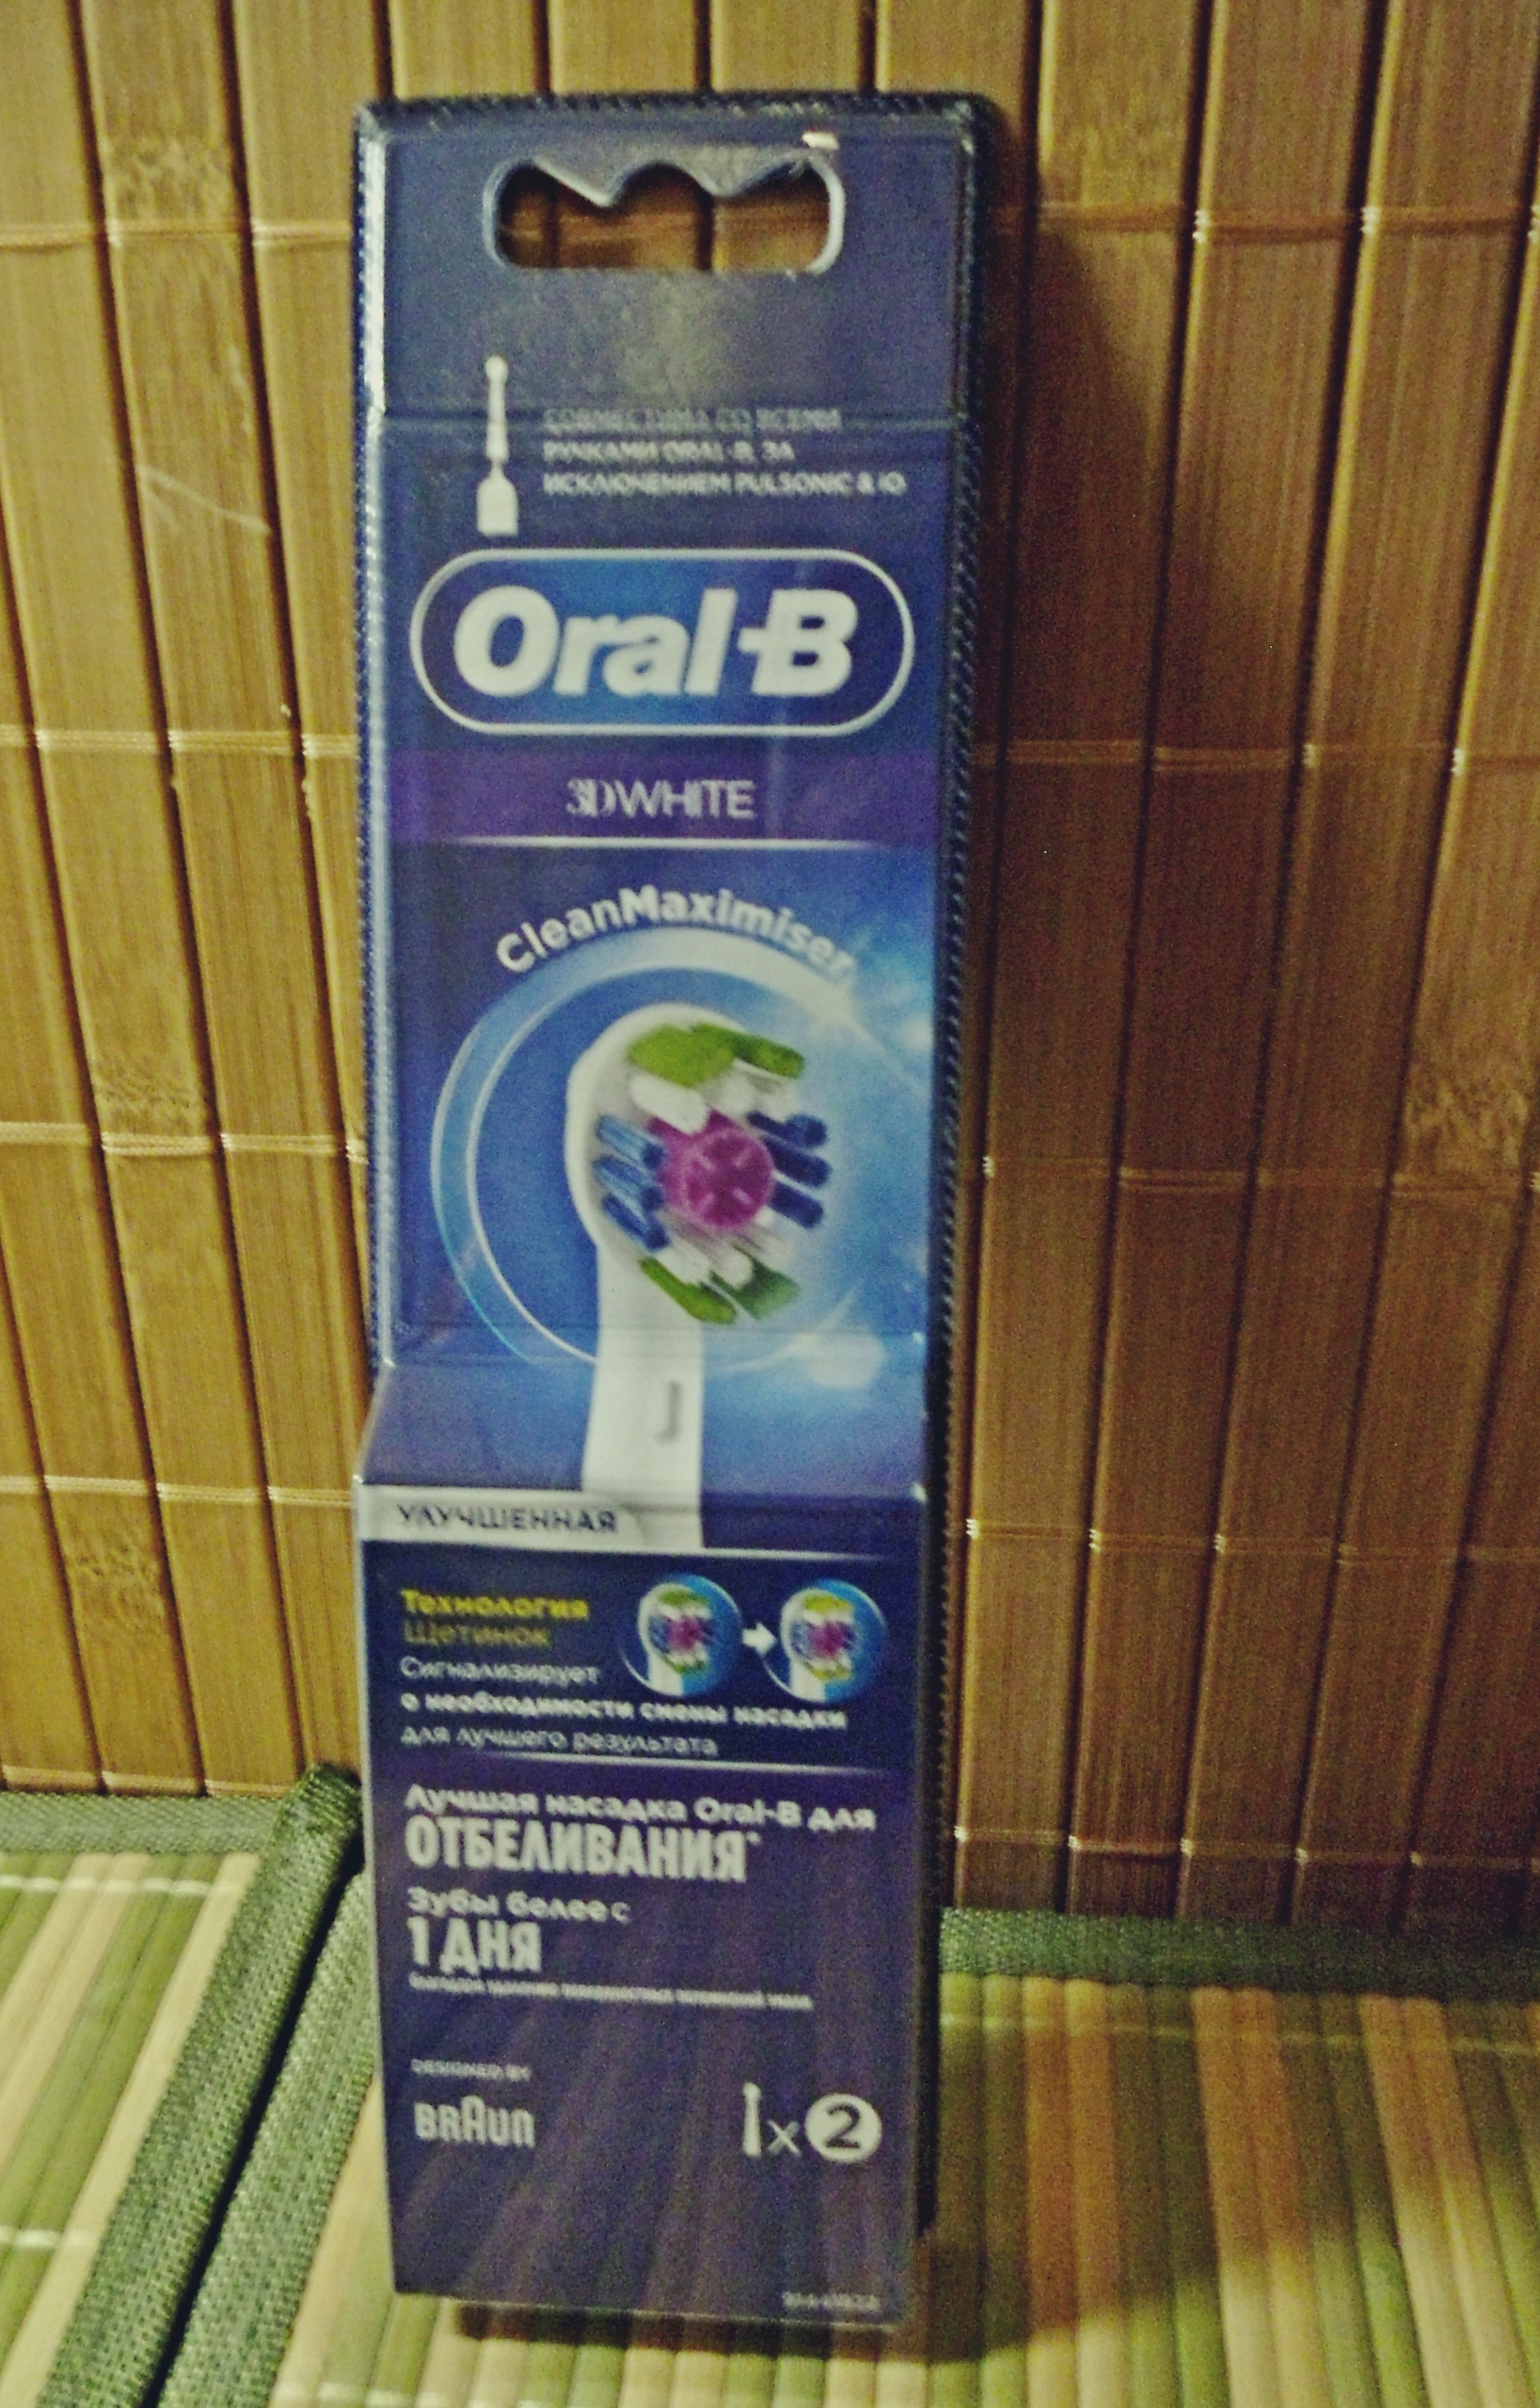 СОВМЕСТИМА СО ВСЕМИ
РУЧКАМИ ORAL-B, ЗА
ИСКЛЮЧЕНИЕМ PULSONIC & iO
Oral-B
3DWHITE
CleanMaximiser
УЛУЧШЕННАЯ
Технология
Щетинок
Сигнализирует
о необходимости смены насадки
для лучшего результата
Лучшая насадка Oral-B для
ОТБЕЛИВАНИЯ*
Зубы белее с
1 ДНЯ
DESIGNED BY
BRAUN
x 2